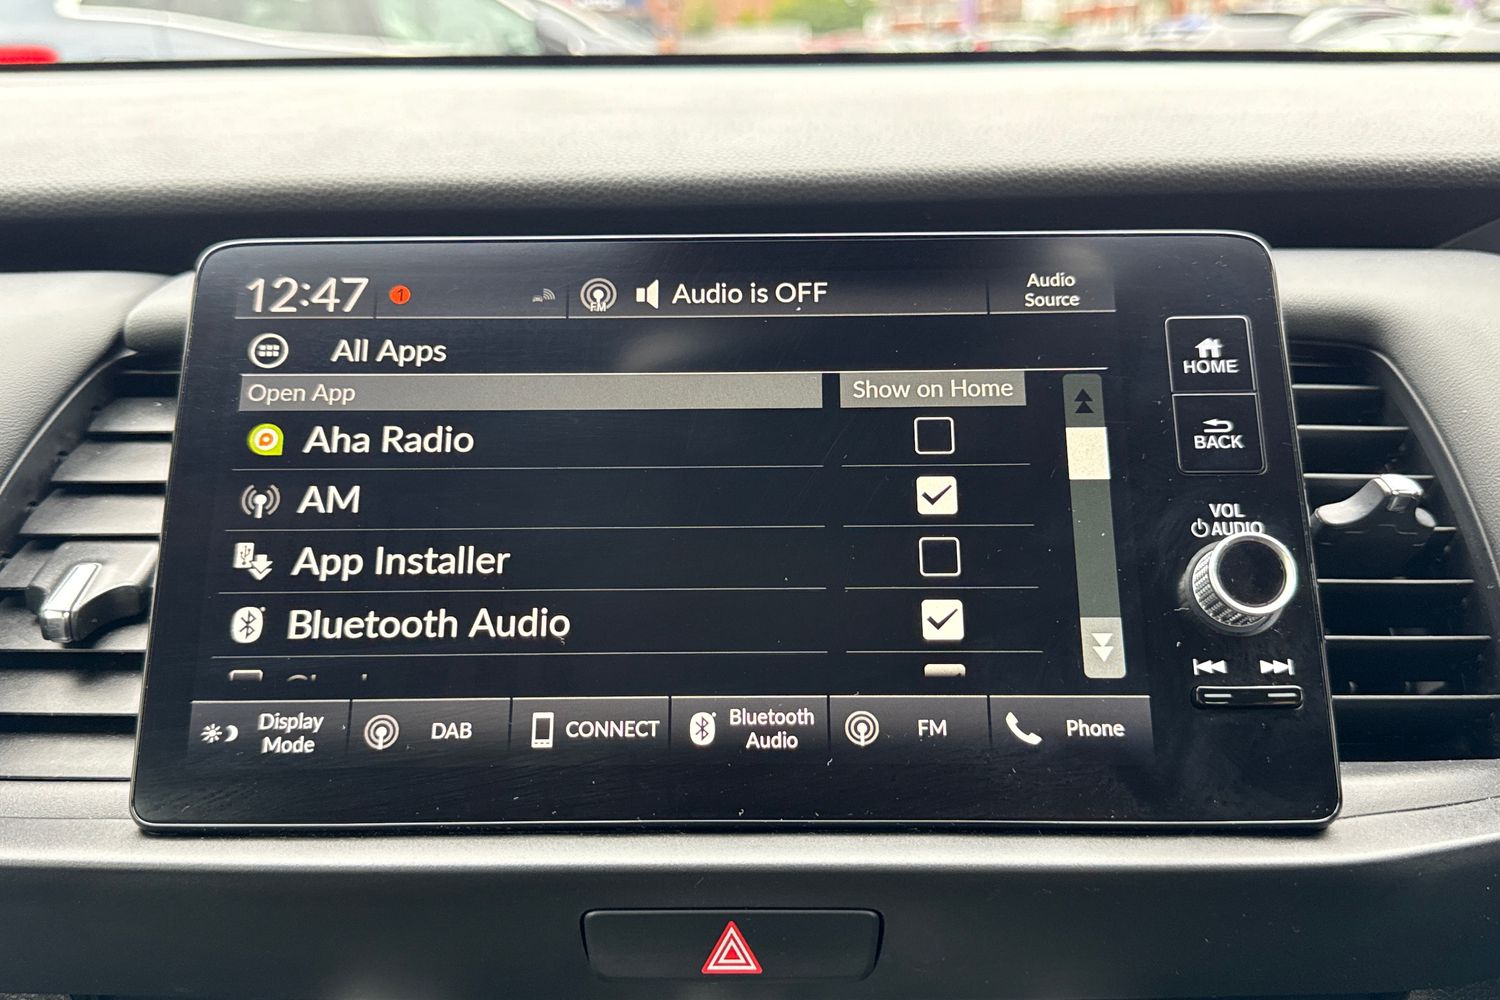 12:47
1
FM
Audio is OFF
Audio
Source
All Apps
Open App
Show on Home
Aha Radio
AM
App Installer
Bluetooth Audio
Display
Mode
DAB
CONNECT
Bluetooth
Audio
FM
Phone
HOME
BACK
VOL
AUDIO